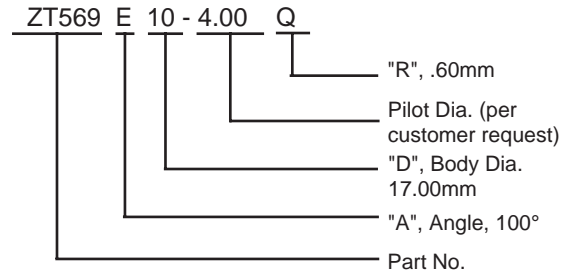 ZT569 E 10 - 4.00 Q
"R", .60mm
Pilot Dia. (per
customer request)
"D", Body Dia.
17.00mm
"A", Angle, 100°
Part No.